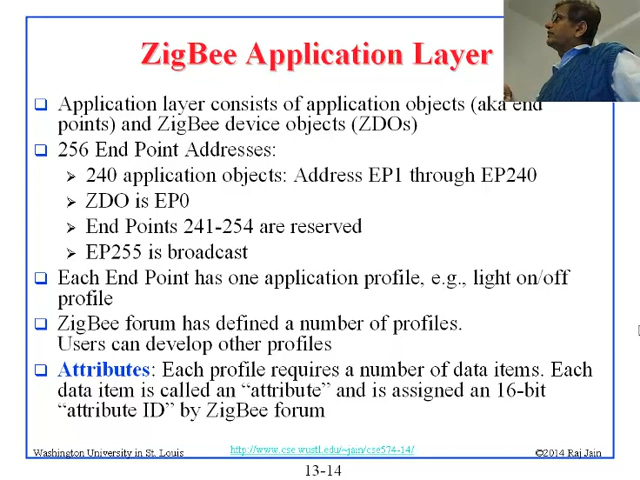 ZigBee Application Layer
Application layer consists of application objects (aka end
points) and ZigBee device objects (ZDOs)
256 End Point Addresses:
240 application objects: Address EP1 through EP240
ZDO is EP0
End Points 241-254 are reserved
EP255 is broadcast
Each End Point has one application profile, e.g., light on/off
profile
ZigBee forum has defined a number of profiles.
Users can develop other profiles
Attributes: Each profile requires a number of data items. Each
data item is called an “attribute” and is assigned an 16-bit
“attribute ID” by ZigBee forum
Washington University in St. Louis
http://www.cse.wustl.edu/~jain/cse574-14/
©2014 Raj Jain
13-14